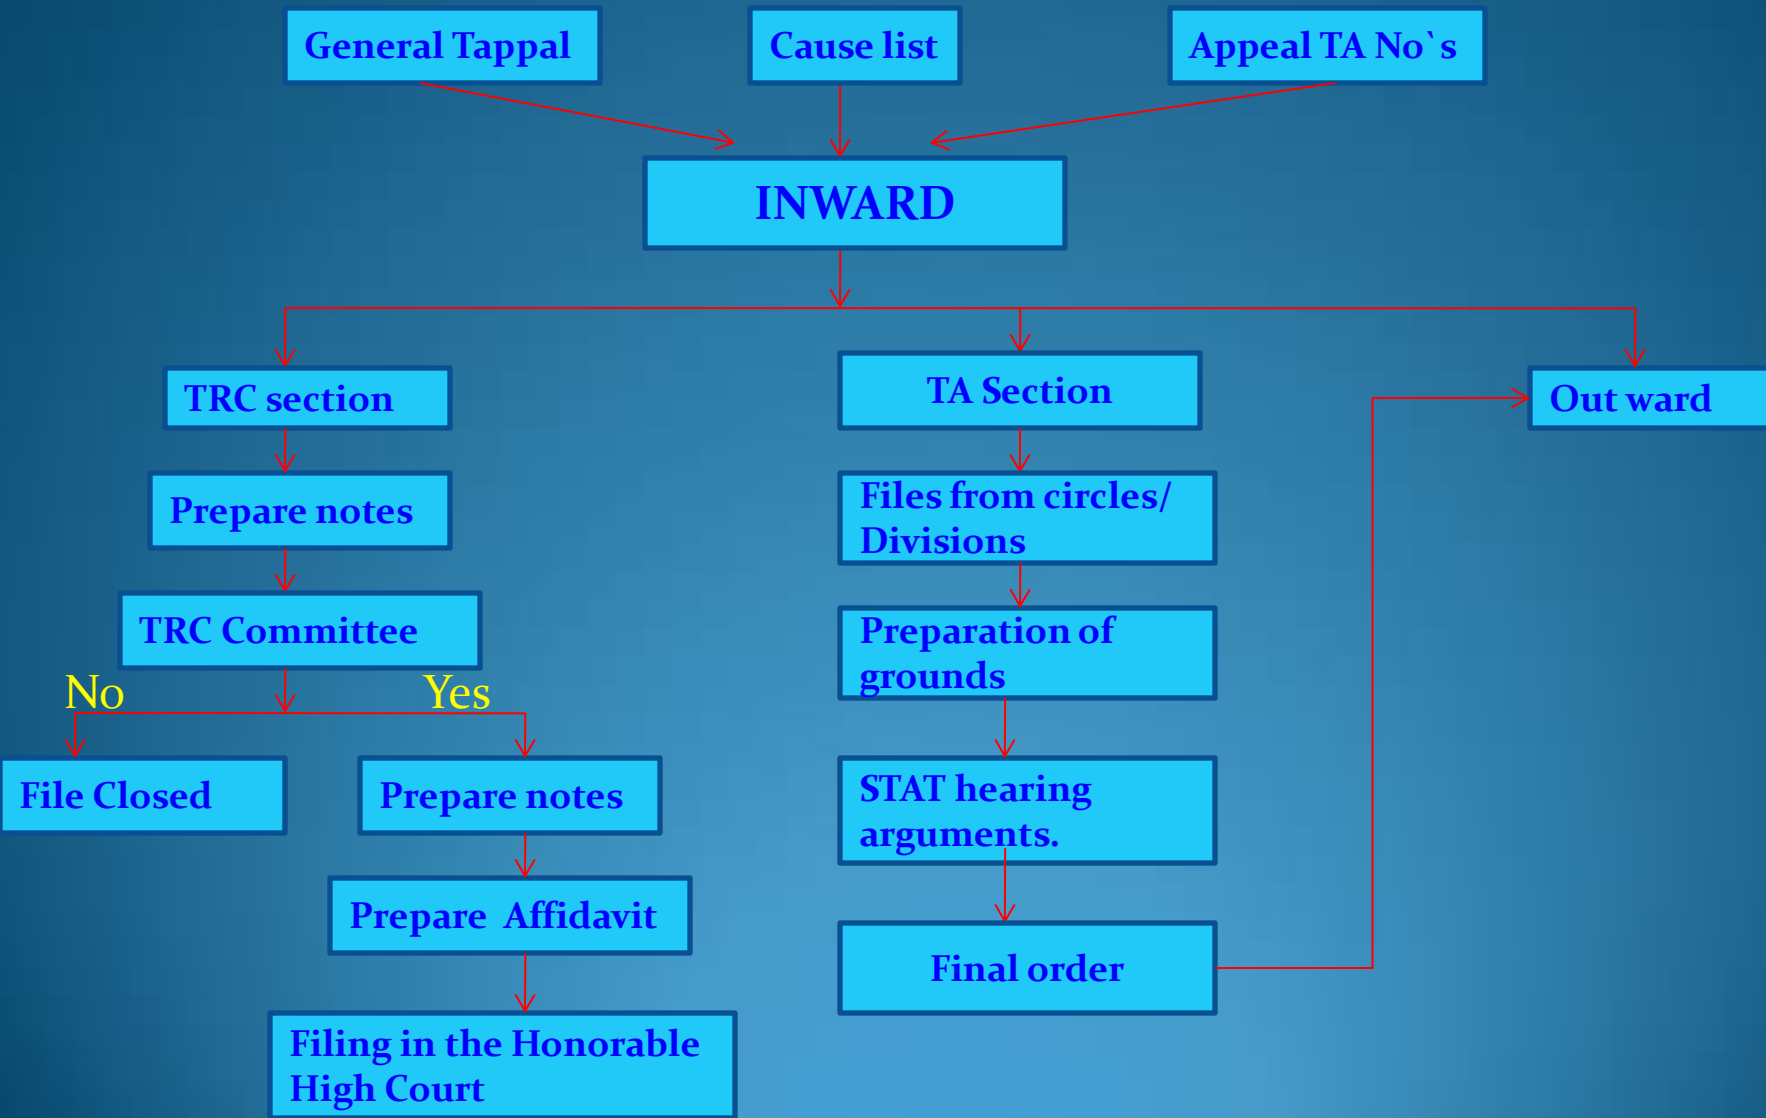 General Tappal
Cause list
Appeal TA No`s
INWARD
TRC section
TA Section
Out ward
Prepare notes
Files from circles/
Divisions
TRC Committee
Preparation of
grounds
No
Yes
File Closed
Prepare notes
STAT hearing
arguments.
Prepare  Affidavit
Final order
Filing in the Honorable
High Court